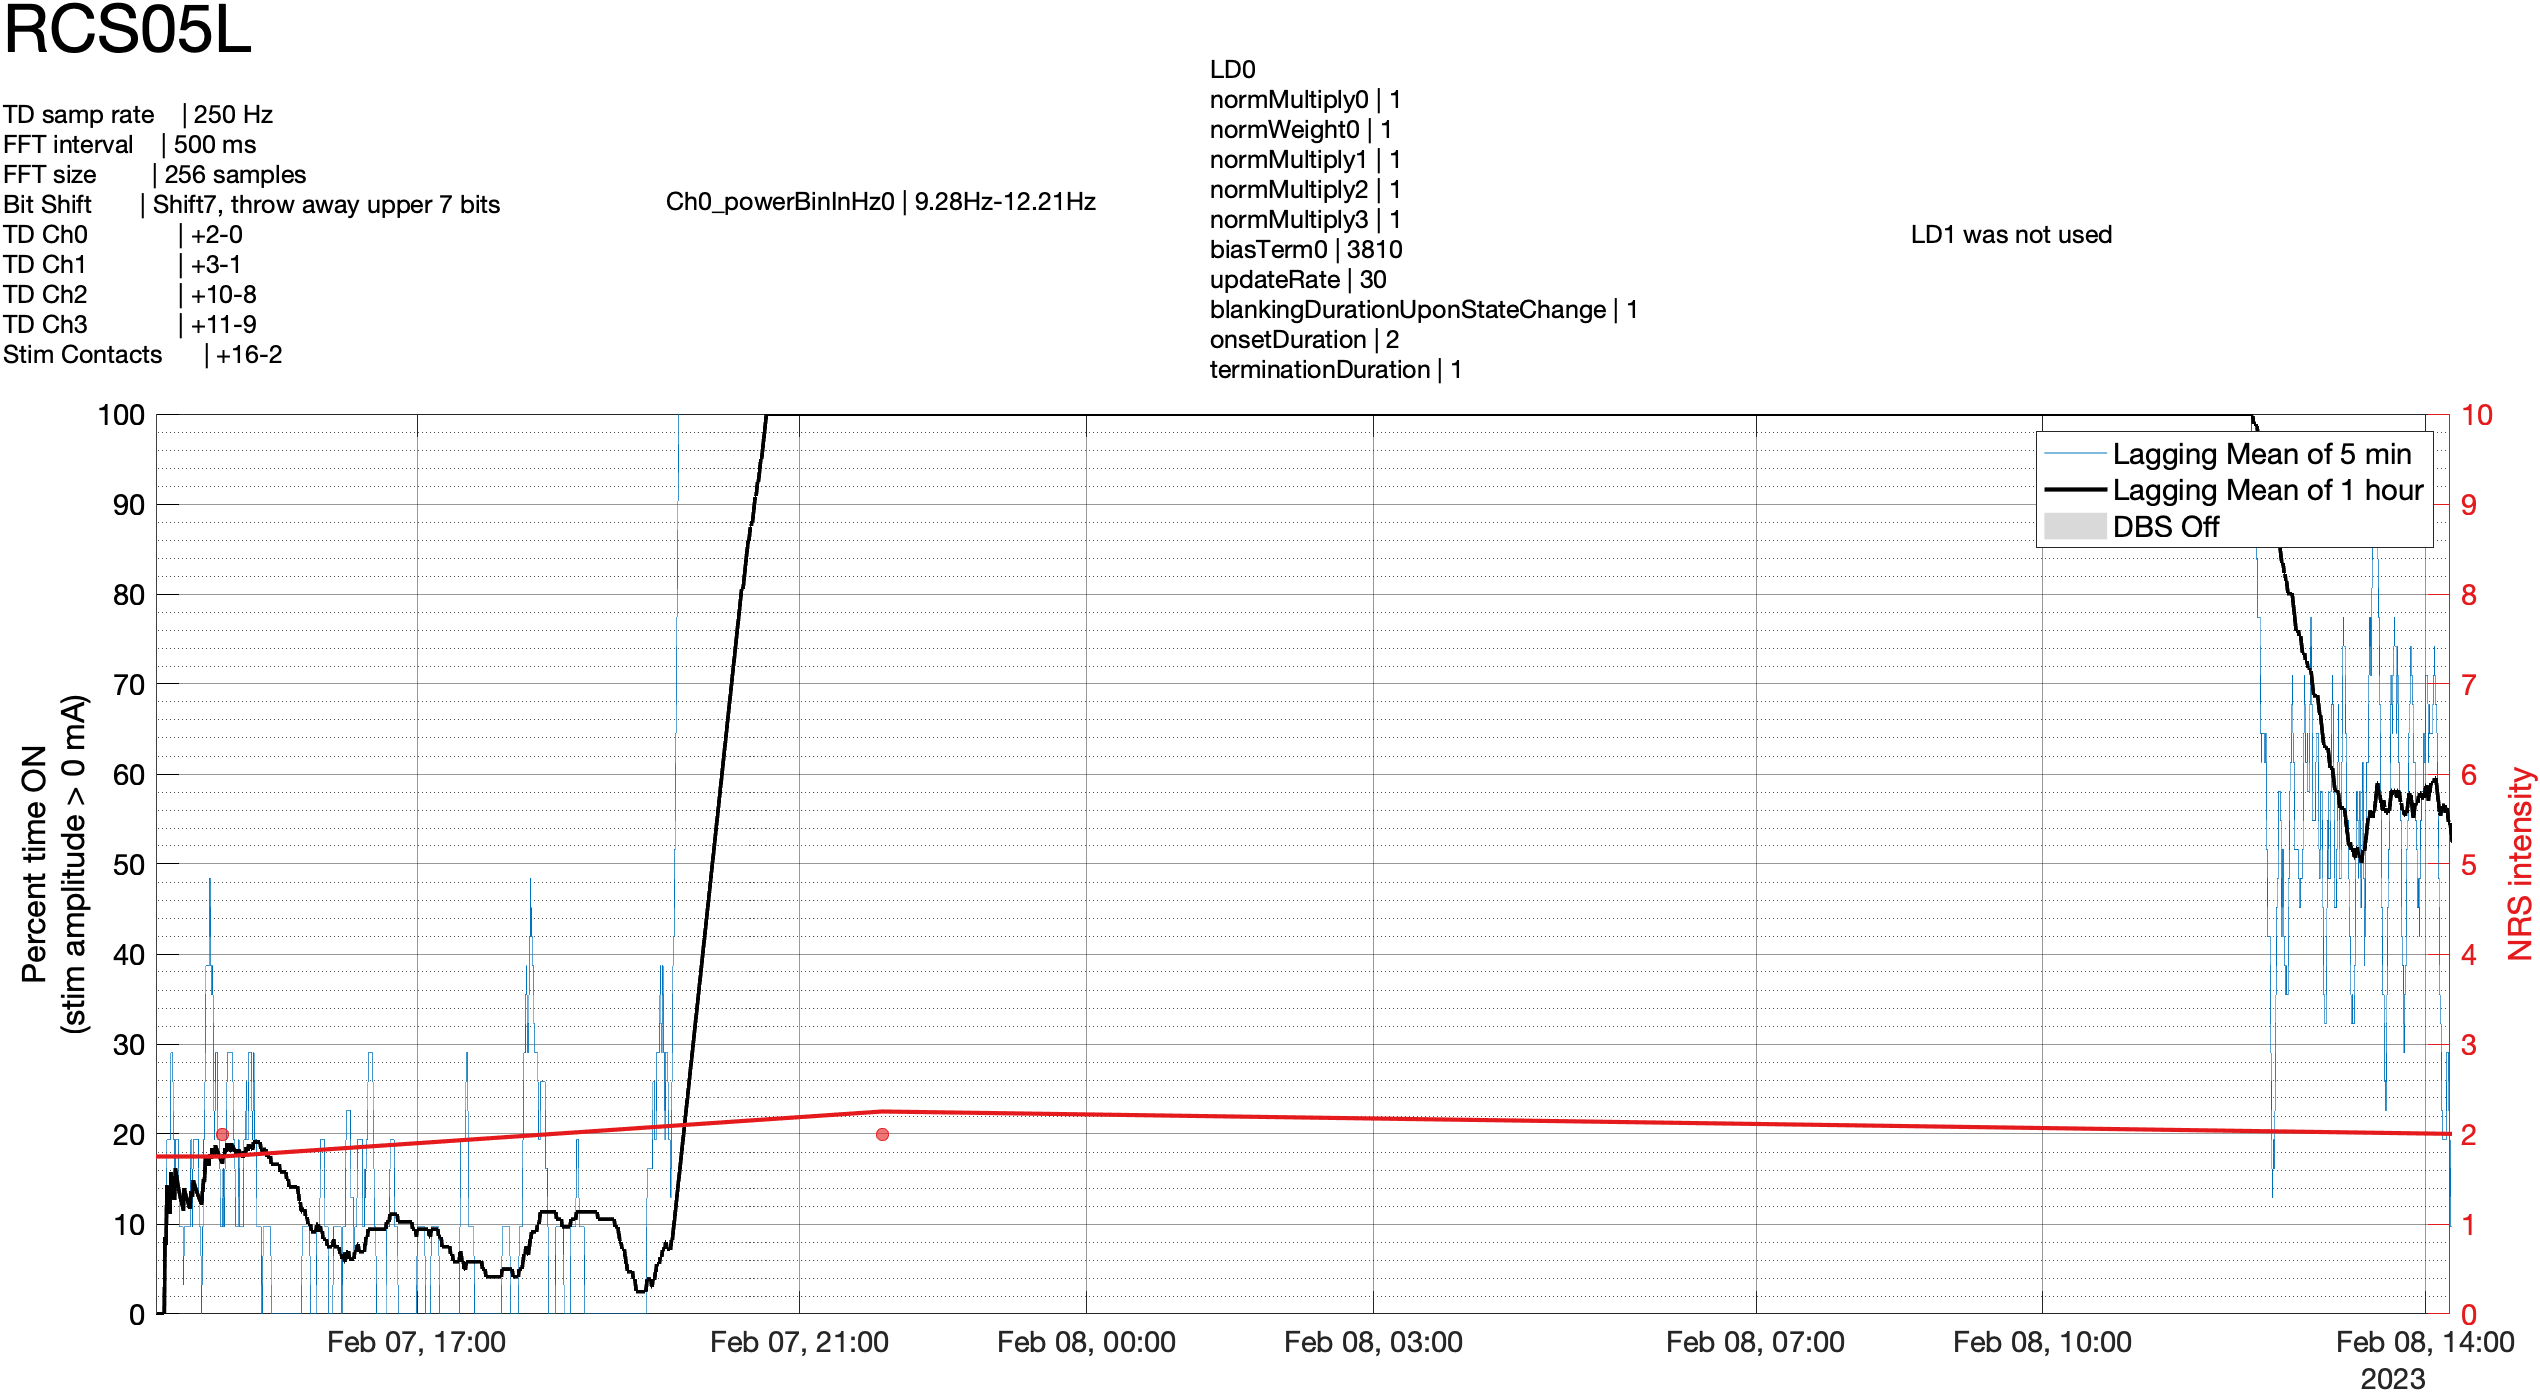 RCS05L
TD samp rate | 250 Hz
FFT interval | 500 ms
FFT size | 256 samples
Bit Shift | Shift7, throw away upper 7 bits
TD Ch0 | +2-0
TD Ch1 | +3-1
TD Ch2 | +10-8
TD Ch3 | +11-9
Stim Contacts | +16-2
Ch0_powerBinInHz0 | 9.28Hz-12.21Hz
LD0
normMultiply0 | 1
normWeight0 | 1
normMultiply1 | 1
normMultiply2 | 1
normMultiply3 | 1
biasTerm0 | 3810
updateRate | 30
blankingDurationUponStateChange | 1
onsetDuration | 2
terminationDuration | 1
LD1 was not used
Percent time ON
(stim amplitude > 0 mA)
100
90
80
70
60
50
40
30
20
10
0
Lagging Mean of 5 min
Lagging Mean of 1 hour
DBS Off
10
9
8
7
6
5
4
3
2
1
0
NRS intensity
Feb 07, 17:00
Feb 07, 21:00
Feb 08, 00:00
Feb 08, 03:00
Feb 08, 07:00
Feb 08, 10:00
Feb 08, 14:00
2023